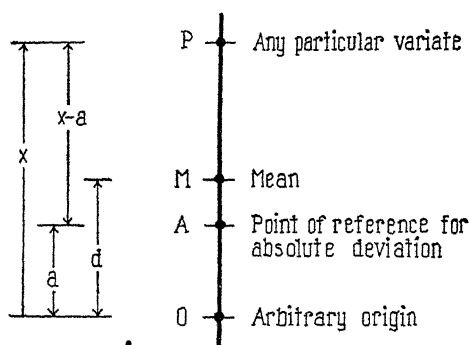 P Any particular variate
x-a
x
M Mean
A Point of reference for
absolute deviation
d
a
O Arbitrary origin